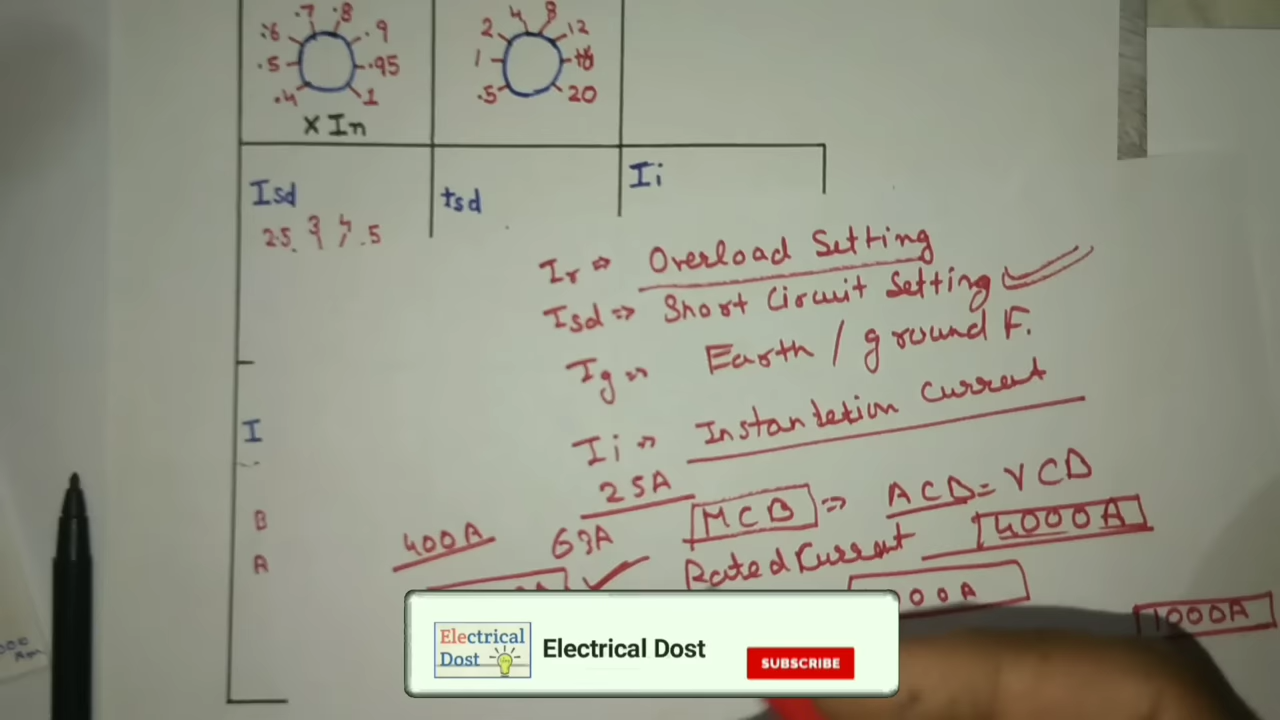 .6 .7 .8 .9
.5 .95
.4 1
X In
2 4 8 12
1
.5 20
Isd
2.5 3 4 .5
tsd
Ii
Ir ⇒ Overload Setting
Isd ⇒ Short Circuit Setting
Ig ⇒ Earth / ground F.
Ii ⇒ Instantetion Current
25A
400A 63A MCB ⇒ ACB = VCB
Rated Current 4000A
00A
1000A
I
B
A
Electrical
Dost
Electrical Dost
SUBSCRIBE